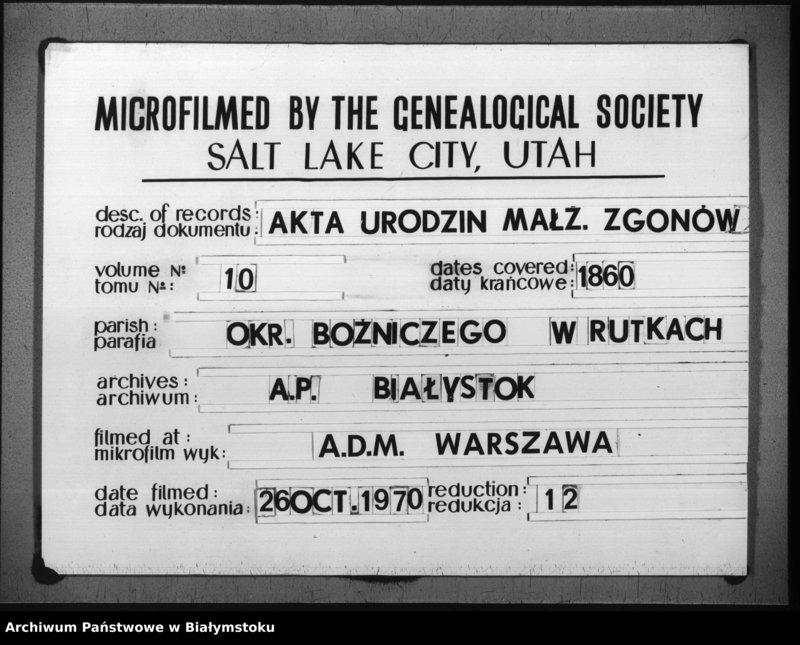 MICROFILMED BY THE GENEALOGICAL SOCIETY
SALT LAKE CITY, UTAH
desc. of records: AKTA URODZIN MAŁŻ. ZGONÓW
rodzaj dokumentu:
volume №: 10 dates covered: 1860
tomu №: daty krańcowe:
parish: OKR. BOŻNICZEGO W RUTKACH
parafia
archives: A.P. BIAŁYSTOK
archiwum:
filmed at: A.D.M. WARSZAWA
mikrofilm wyk:
date filmed: 26 OCT. 1970 reduction: 12
data wykonania: redukcja:
Archiwum Państwowe w Białymstoku